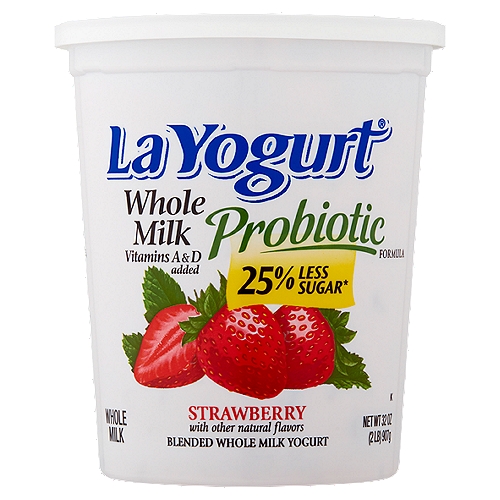 La Yogurt®
Whole
Milk
Vitamins A & D
added
Probiotic
FORMULA
25% LESS
SUGAR*
STRAWBERRY
with other natural flavors
BLENDED WHOLE MILK YOGURT
WHOLE
MILK
K
NET WT 32 OZ
(2 LB) 907g